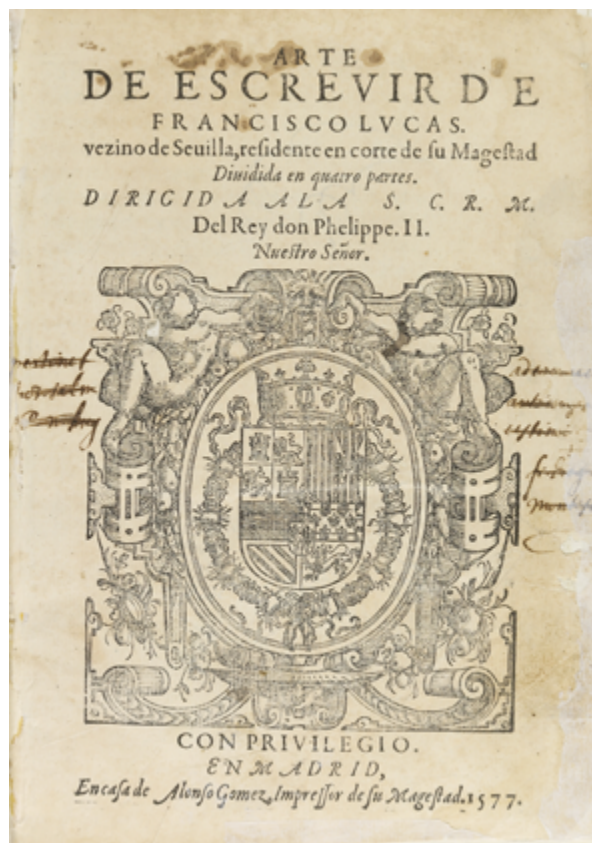 ARTE
DE ESCREVIR DE
FRANCISCO LVCAS.
vezino de Seuilla, residente en corte de su Magestad
Diuidida en quatro partes.
DIRIGIDA A LA S. C. R. M.
Del Rey don Phelippe. II.
Nuestro Señor.
CON PRIVILEGIO.
EN MADRID,
En casa de Alonso Gomez, Impressor de su Magestad. 1577.